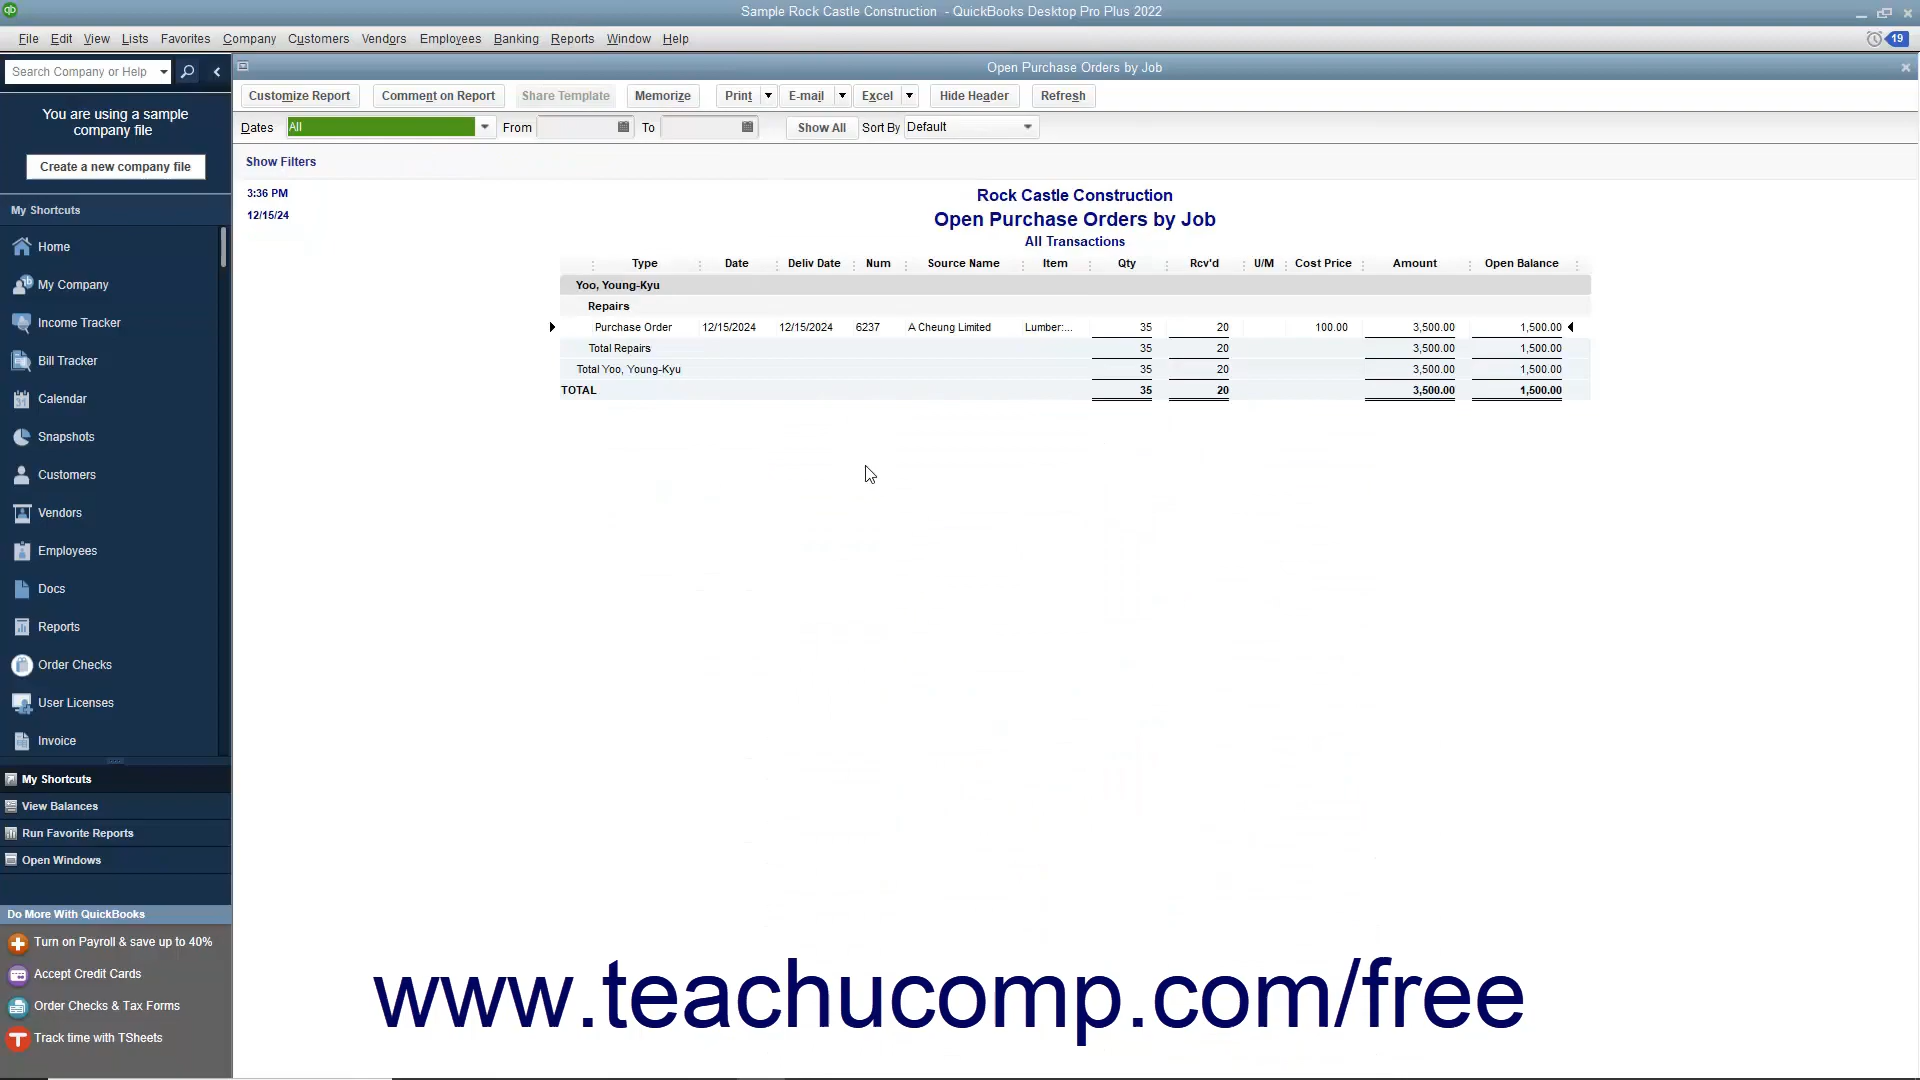 Sample Rock Castle Construction - QuickBooks Desktop Pro Plus 2022
File Edit View Lists Favorites Company Customers Vendors Employees Banking Reports Window Help
19
Search Company or Help
Open Purchase Orders by Job
You are using a sample
company file
Create a new company file
My Shortcuts
Home
My Company
Income Tracker
Bill Tracker
Calendar
Snapshots
Customers
Vendors
Employees
Docs
Reports
Order Checks
User Licenses
Invoice
My Shortcuts
View Balances
Run Favorite Reports
Open Windows
Do More With QuickBooks
Turn on Payroll & save up to 40%
Accept Credit Cards
Order Checks & Tax Forms
Track time with TSheets
Customize Report Comment on Report Share Template Memorize Print E-mail Excel Hide Header Refresh
Dates All From To Show All Sort By Default
Show Filters
3:36 PM
12/15/24
Rock Castle Construction
Open Purchase Orders by Job
All Transactions
Type Date Deliv Date Num Source Name Item Qty Rcv'd U/M Cost Price Amount Open Balance
Yoo, Young-Kyu
Repairs
Purchase Order 12/15/2024 12/15/2024 6237 A Cheung Limited Lumber:... 35 20 100.00 3,500.00 1,500.00
Total Repairs 35 20 3,500.00 1,500.00
Total Yoo, Young-Kyu 35 20 3,500.00 1,500.00
TOTAL 35 20 3,500.00 1,500.00
www.teachucomp.com/free